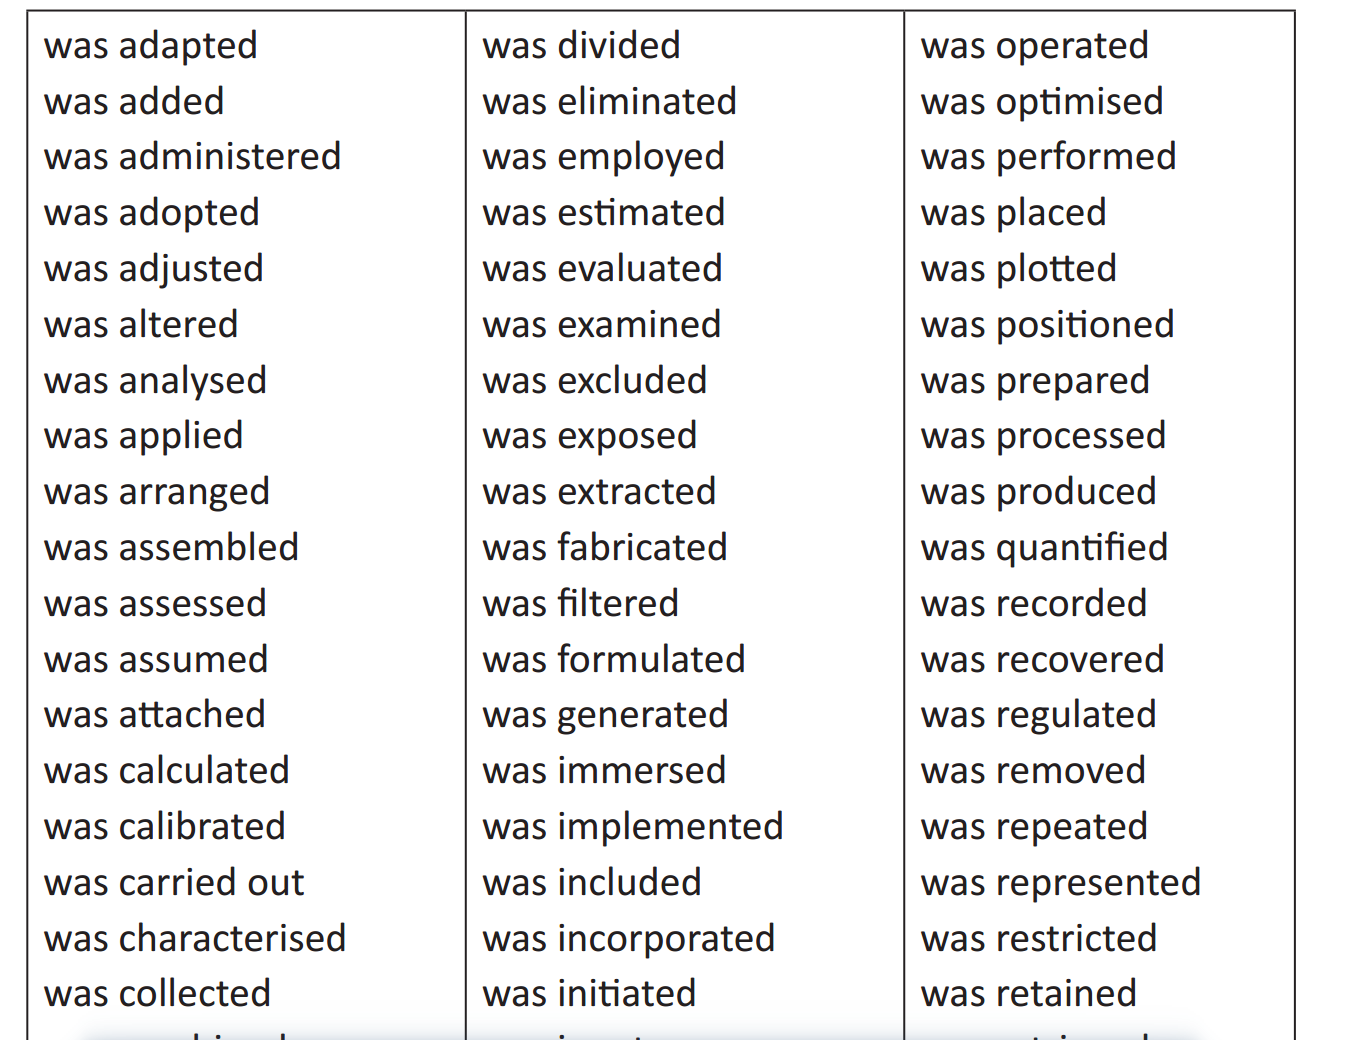 was adapted
was added
was administered
was adopted
was adjusted
was altered
was analysed
was applied
was arranged
was assembled
was assessed
was assumed
was attached
was calculated
was calibrated
was carried out
was characterised
was collected
was divided
was eliminated
was employed
was estimated
was evaluated
was examined
was excluded
was exposed
was extracted
was fabricated
was filtered
was formulated
was generated
was immersed
was implemented
was included
was incorporated
was initiated
was operated
was optimised
was performed
was placed
was plotted
was positioned
was prepared
was processed
was produced
was quantified
was recorded
was recovered
was regulated
was removed
was repeated
was represented
was restricted
was retained